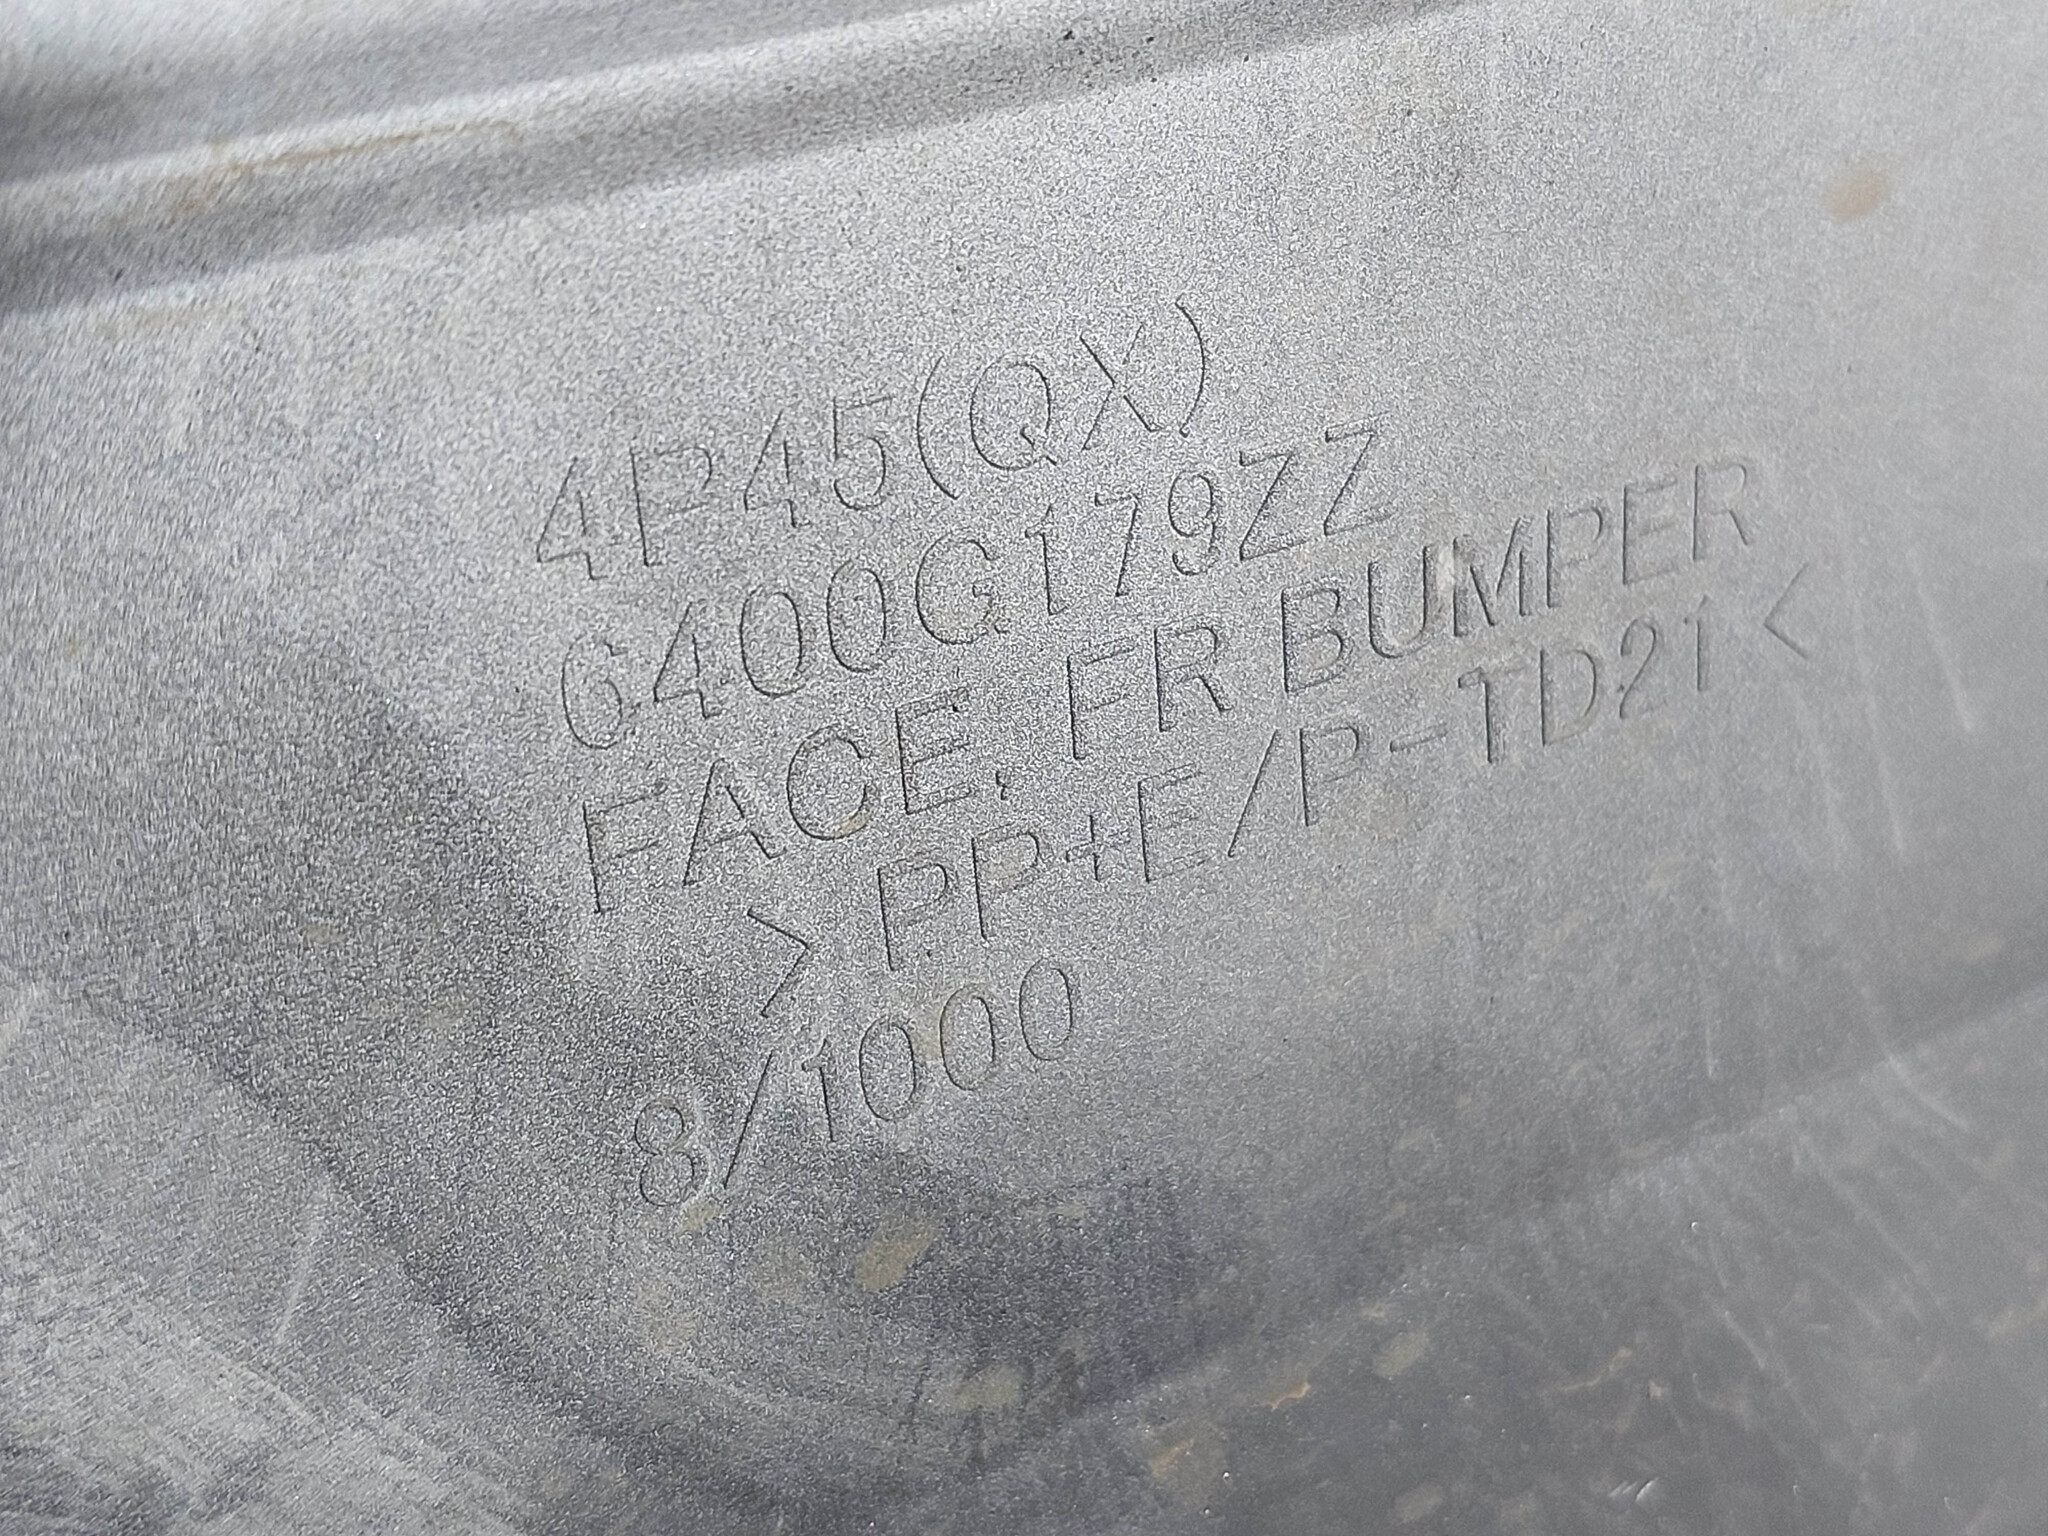 4P45(QX)
6400G179ZZ
FACE, FR BUMPER
>PP+E/P-TD21<
8/1000